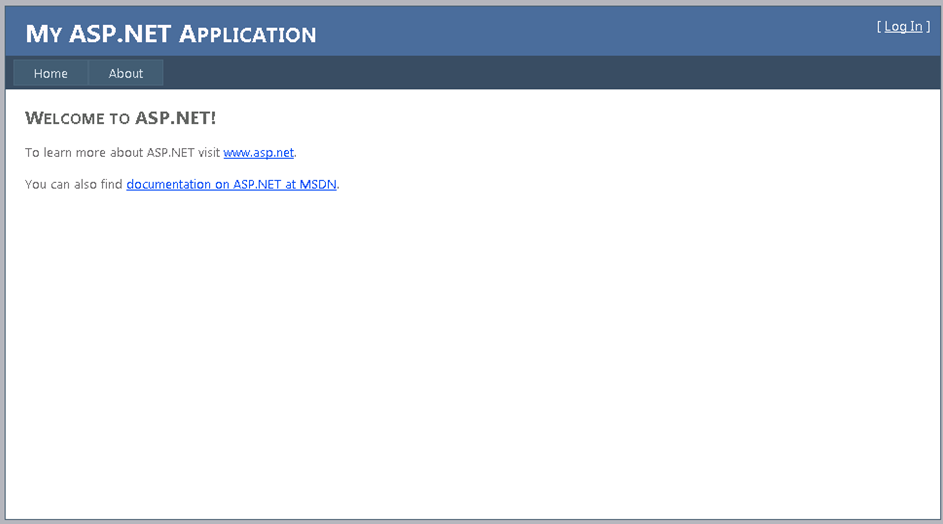 My ASP.NET Application
[ Log In ]
Home About
Welcome to ASP.NET!
To learn more about ASP.NET visit www.asp.net.
You can also find documentation on ASP.NET at MSDN.